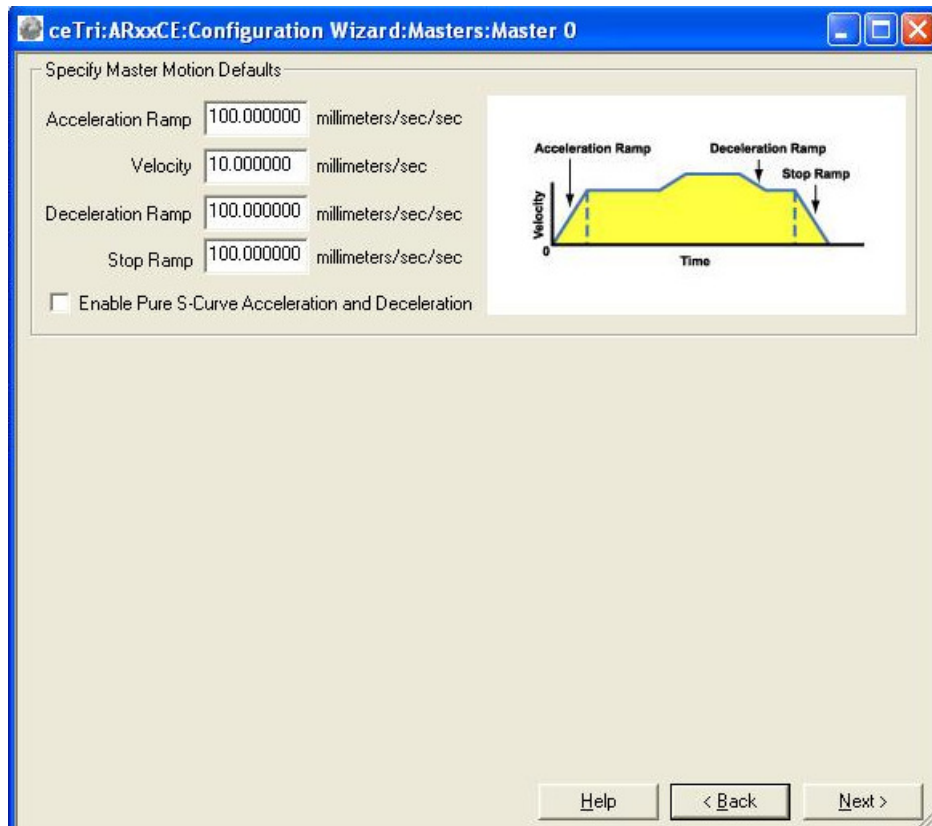 ceTri:ARxxCE:Configuration Wizard:Masters:Master 0
Specify Master Motion Defaults
Acceleration Ramp 100.000000 millimeters/sec/sec
Velocity 10.000000 millimeters/sec
Deceleration Ramp 100.000000 millimeters/sec/sec
Stop Ramp 100.000000 millimeters/sec/sec
Enable Pure S-Curve Acceleration and Deceleration
Acceleration Ramp
Deceleration Ramp
Stop Ramp
Velocity
0
Time
Help
< Back
Next >